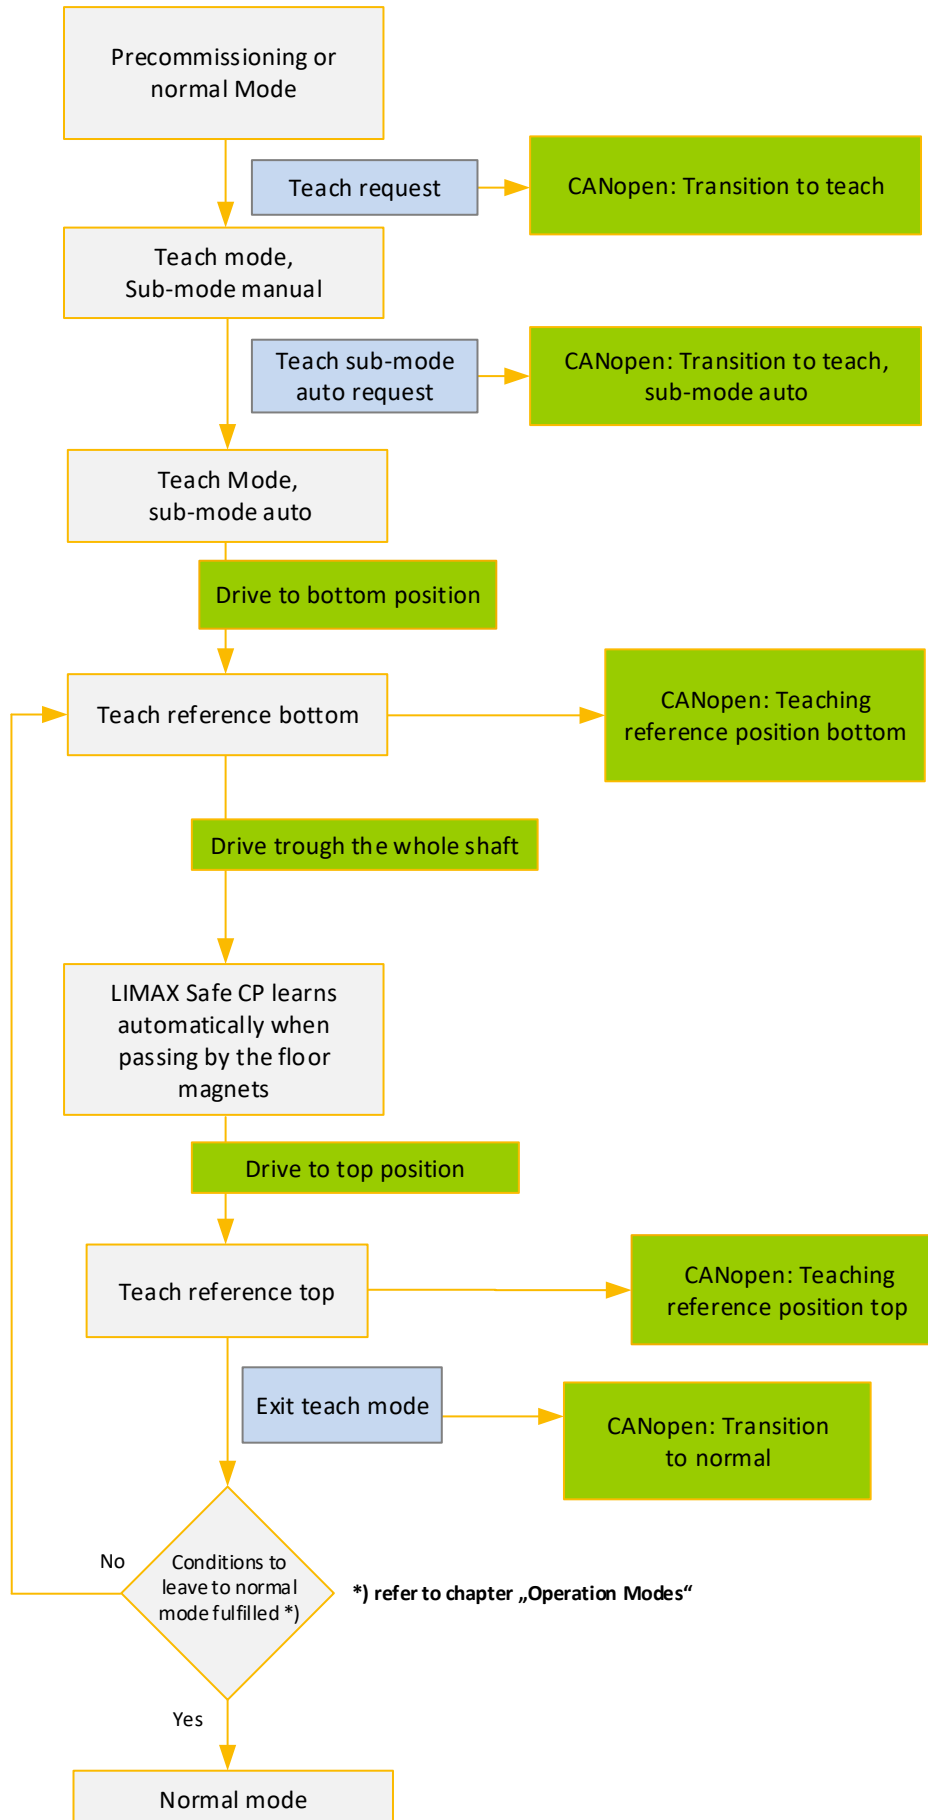 Precommissioning or
normal Mode
Teach request
CANopen: Transition to teach
Teach mode,
Sub-mode manual
Teach sub-mode
auto request
CANopen: Transition to teach,
sub-mode auto
Teach Mode,
sub-mode auto
Drive to bottom position
Teach reference bottom
CANopen: Teaching
reference position bottom
Drive trough the whole shaft
LIMAX Safe CP learns
automatically when
passing by the floor
magnets
Drive to top position
Teach reference top
CANopen: Teaching
reference position top
Exit teach mode
CANopen: Transition
to normal
No
Conditions to
leave to normal
mode fulfilled *)
*) refer to chapter „Operation Modes“
Yes
Normal mode